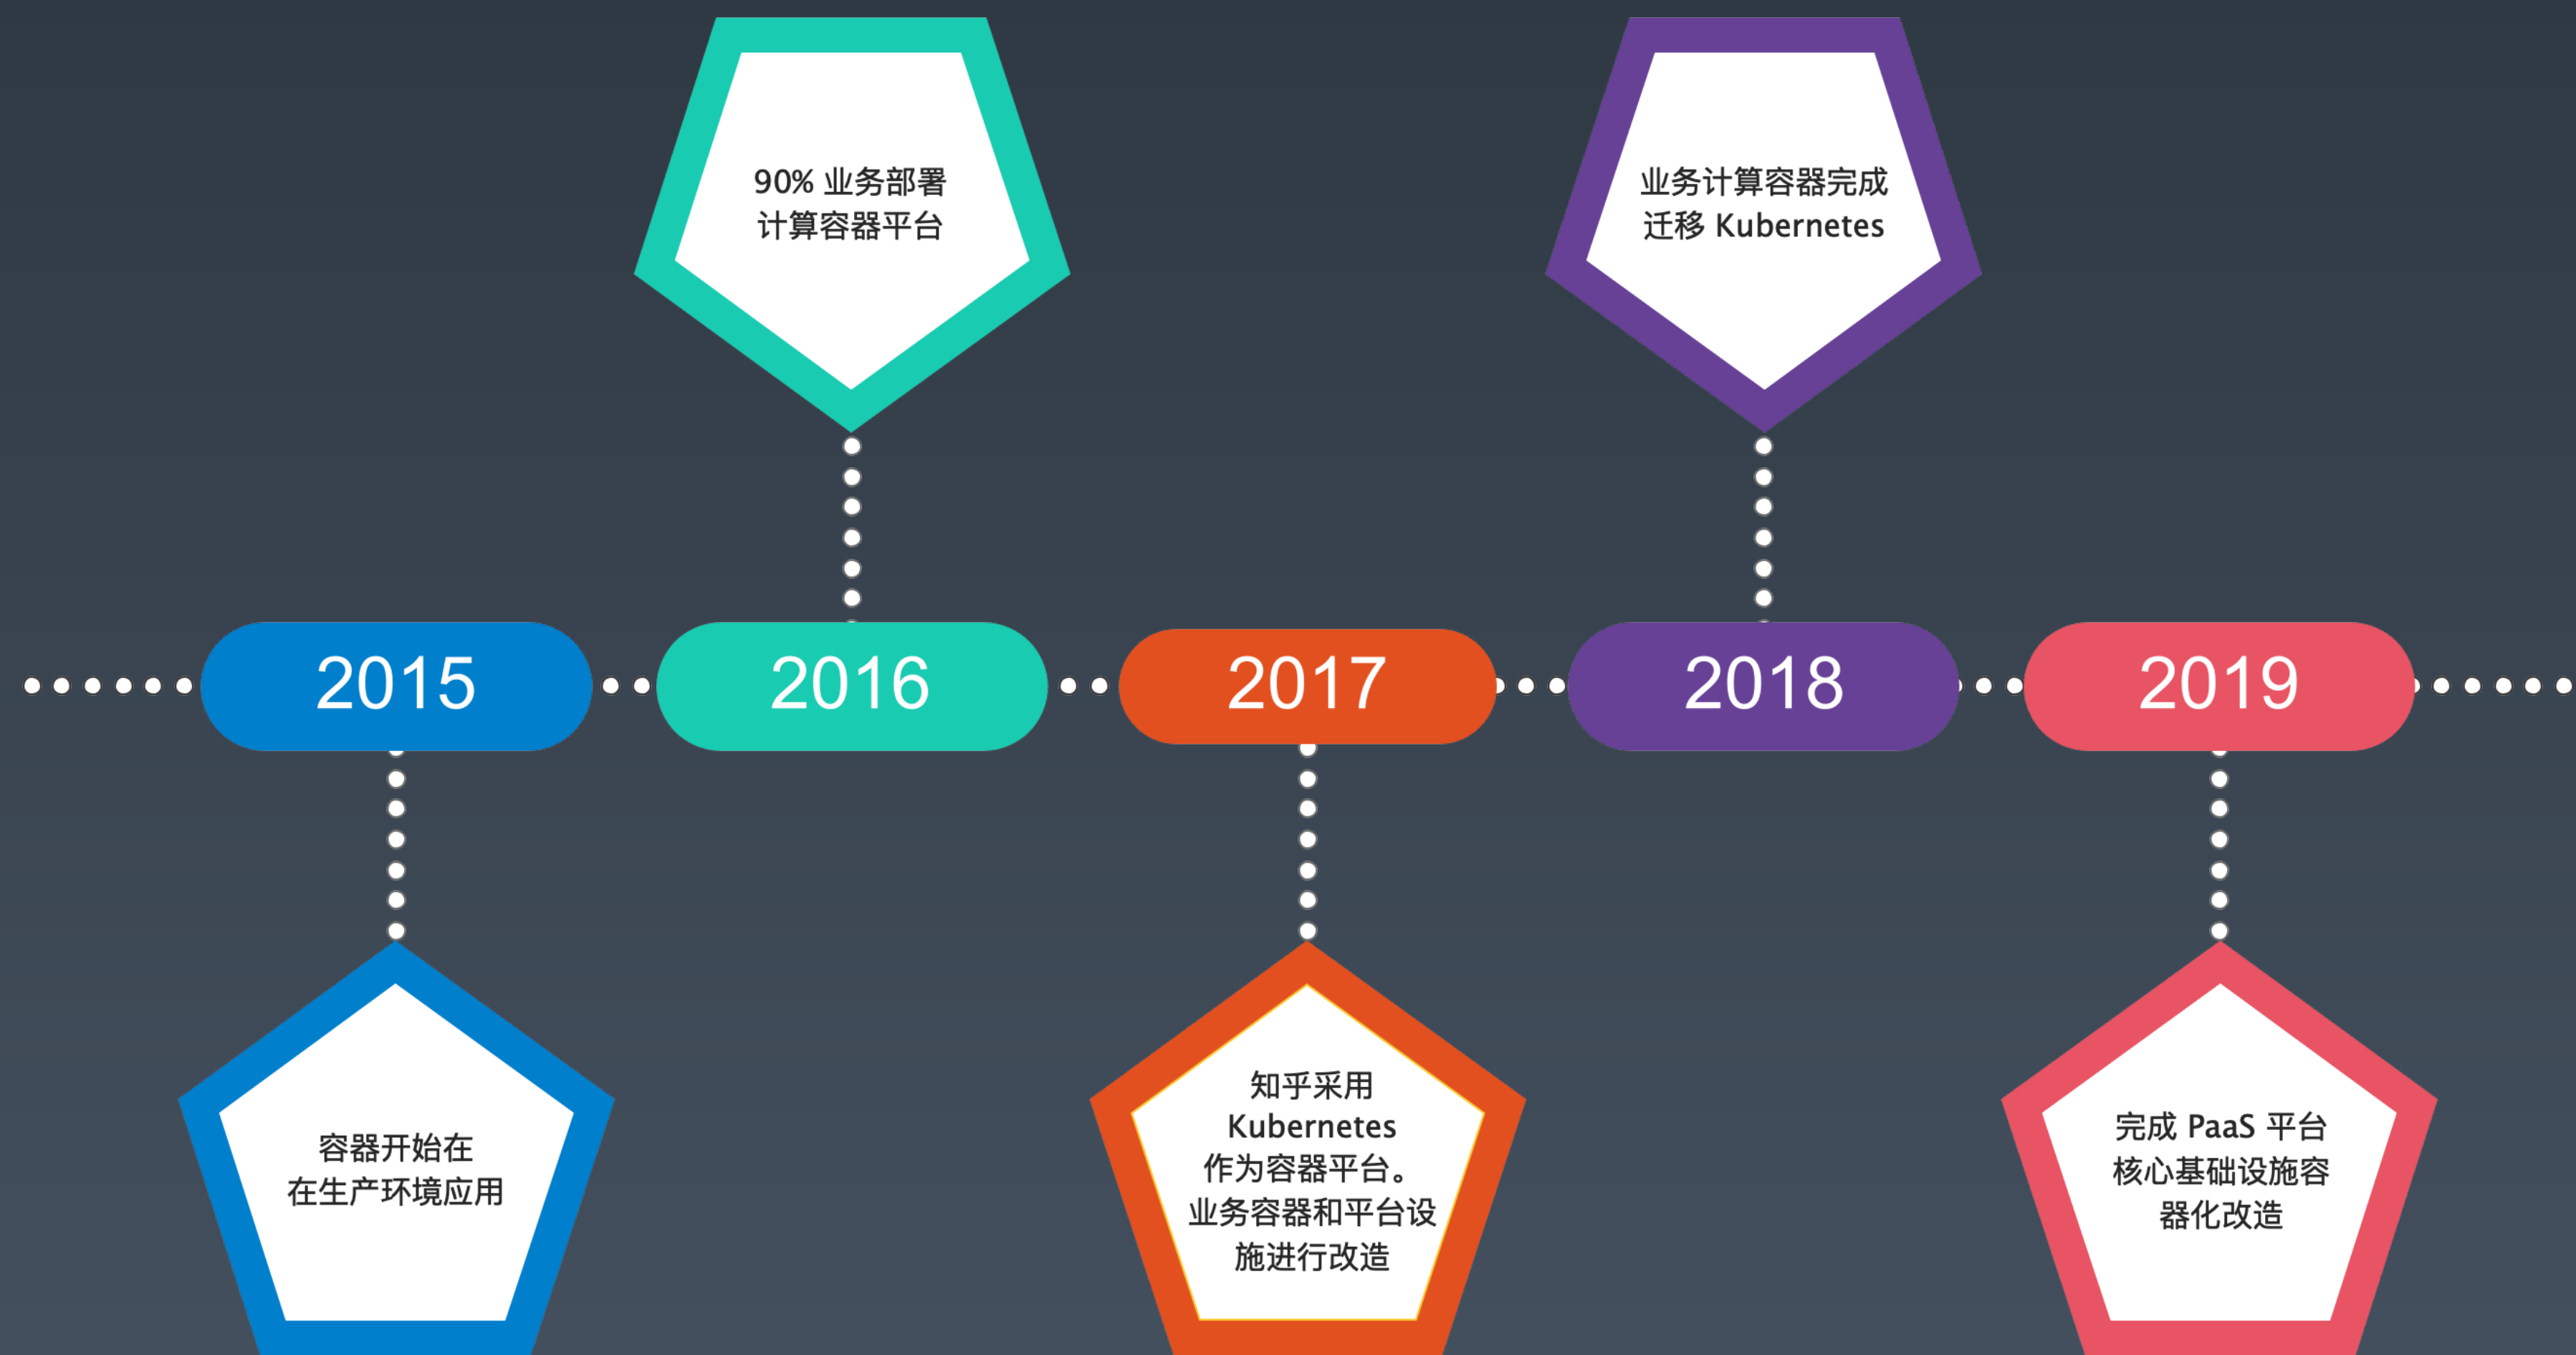 90% 业务部署
计算容器平台
业务计算容器完成
迁移 Kubernetes
2015
2016
2017
2018
2019
容器开始在
在生产环境应用
知乎采用
Kubernetes
作为容器平台。
业务容器和平台设
施进行改造
完成 PaaS 平台
核心基础设施容
器化改造